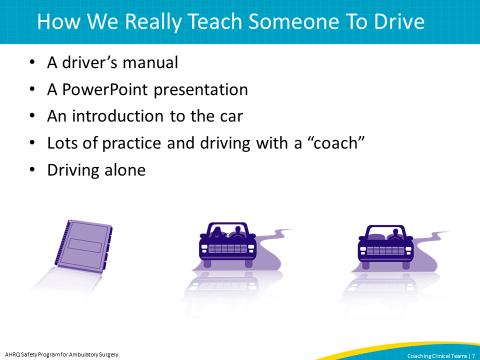 How We Really Teach Someone To Drive
• A driver’s manual
• A PowerPoint presentation
• An introduction to the car
• Lots of practice and driving with a “coach”
• Driving alone
AHRQ Safety Program for Ambulatory Surgery
Coaching Clinical Teams | 7